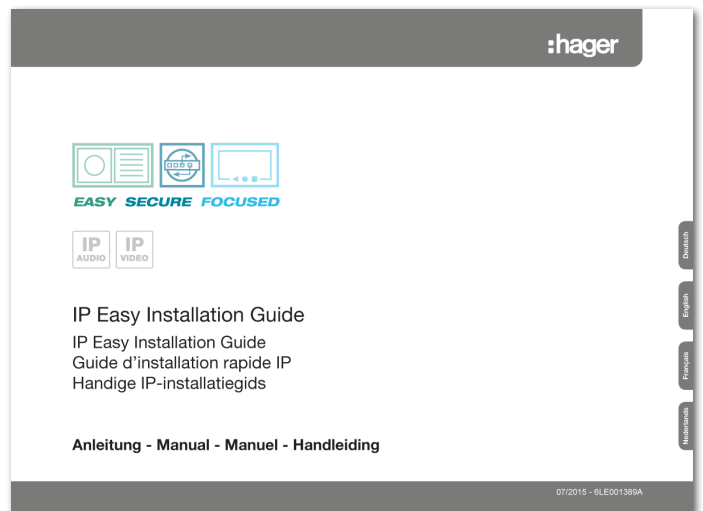 :hager
EASY SECURE FOCUSED
IP AUDIO
IP VIDEO
IP Easy Installation Guide
IP Easy Installation Guide
Guide d'installation rapide IP
Handige IP-installatiegids
Anleitung - Manual - Manuel - Handleiding
Deutsch
English
Français
Nederlands
07/2015 - 6LE001389A